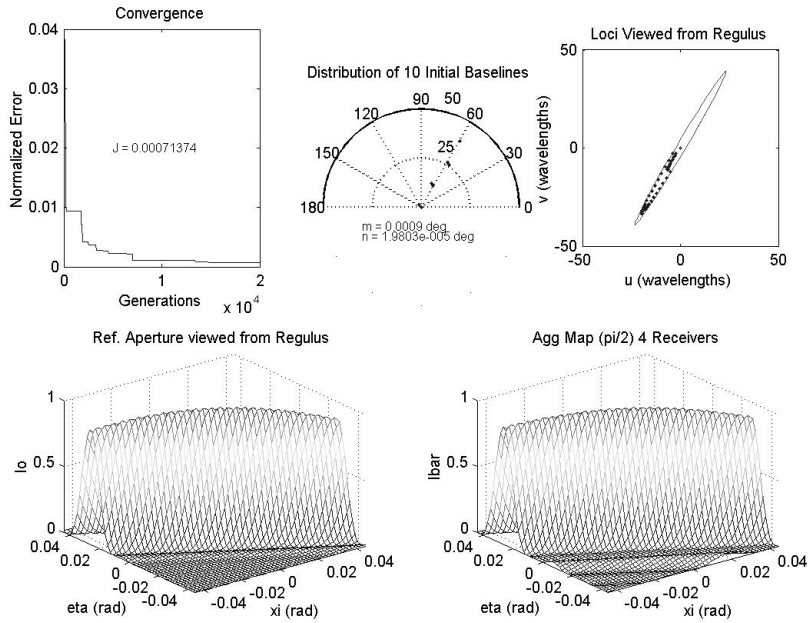 Convergence
0.04
0.03
0.02
0.01
0
Normalized Error
J = 0.00071374
0 1 2
Generations
x 10^4
Distribution of 10 Initial Baselines
90 50
120 60
25
150 30
180 0
m = 0.0009 deg
n = 1.9803e-005 deg
Loci Viewed from Regulus
50
0
-50
v (wavelengths)
-50 0 50
u (wavelengths)
Ref. Aperture viewed from Regulus
1
0.5
0
Io
0.04
0.02
0
-0.02
-0.04
eta (rad)
-0.04
-0.02
0
0.02
0.04
xi (rad)
Agg Map (pi/2) 4 Receivers
1
0.5
0
Ibar
0.04
0.02
0
-0.02
-0.04
eta (rad)
-0.04
-0.02
0
0.02
0.04
xi (rad)